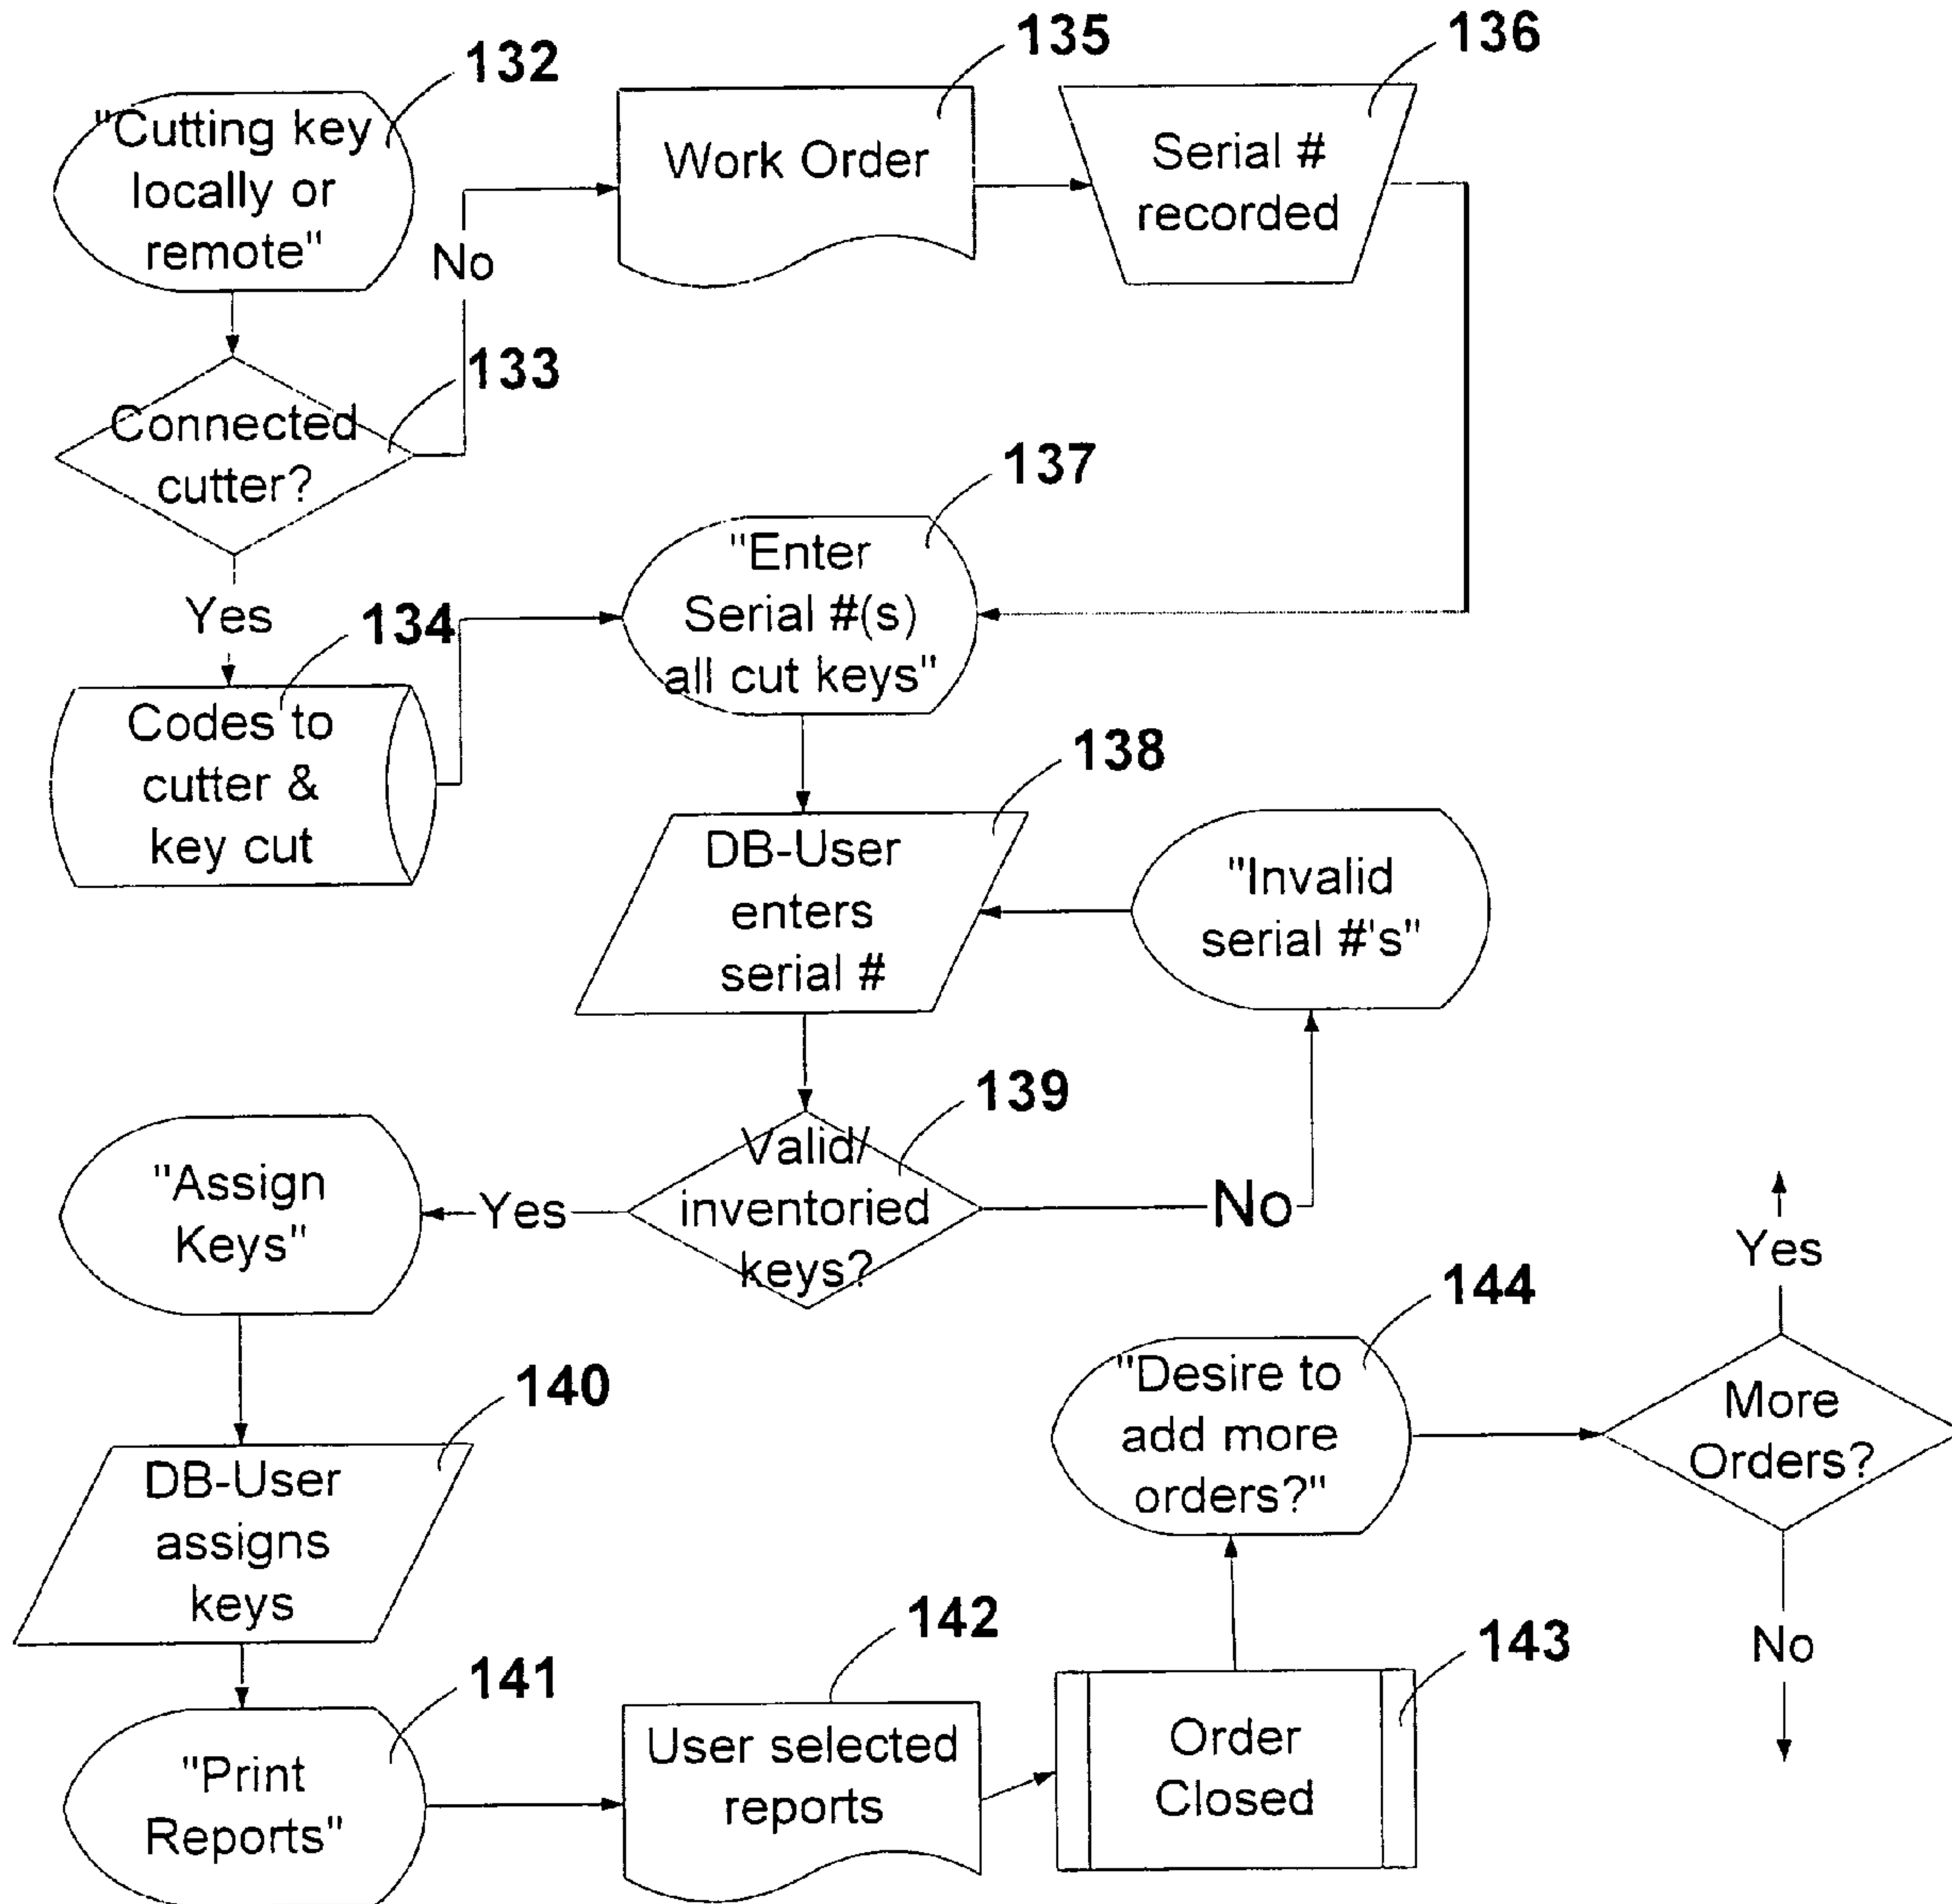 132
"Cutting key
locally or
remote"
135
Work Order
136
Serial #
recorded
No
133
Connected
cutter?
Yes
134
Codes to
cutter &
key cut
137
"Enter
Serial #(s)
all cut keys"
138
DB-User
enters
serial #
"Invalid
serial #'s"
139
Valid/
inventoried
keys?
No
Yes
"Assign
Keys"
140
DB-User
assigns
keys
141
"Print
Reports"
142
User selected
reports
143
Order
Closed
144
"Desire to
add more
orders?"
Yes
More
Orders?
No